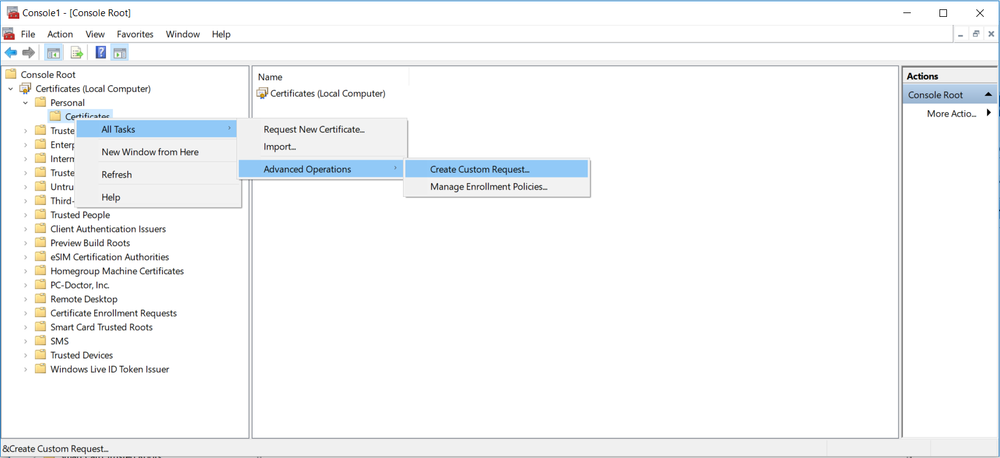 Console1 - [Console Root]
File Action View Favorites Window Help
Console Root
Certificates (Local Computer)
Personal
Certificates
Truste
Enterp
Interm
Truste
Untru
Third-
Trusted People
Client Authentication Issuers
Preview Build Roots
eSIM Certification Authorities
Homegroup Machine Certificates
PC-Doctor, Inc.
Remote Desktop
Certificate Enrollment Requests
Smart Card Trusted Roots
SMS
Trusted Devices
Windows Live ID Token Issuer
All Tasks
New Window from Here
Refresh
Help
Request New Certificate...
Import...
Advanced Operations
Create Custom Request...
Manage Enrollment Policies...
Name
Certificates (Local Computer)
Actions
Console Root
More Actio...
&Create Custom Request...